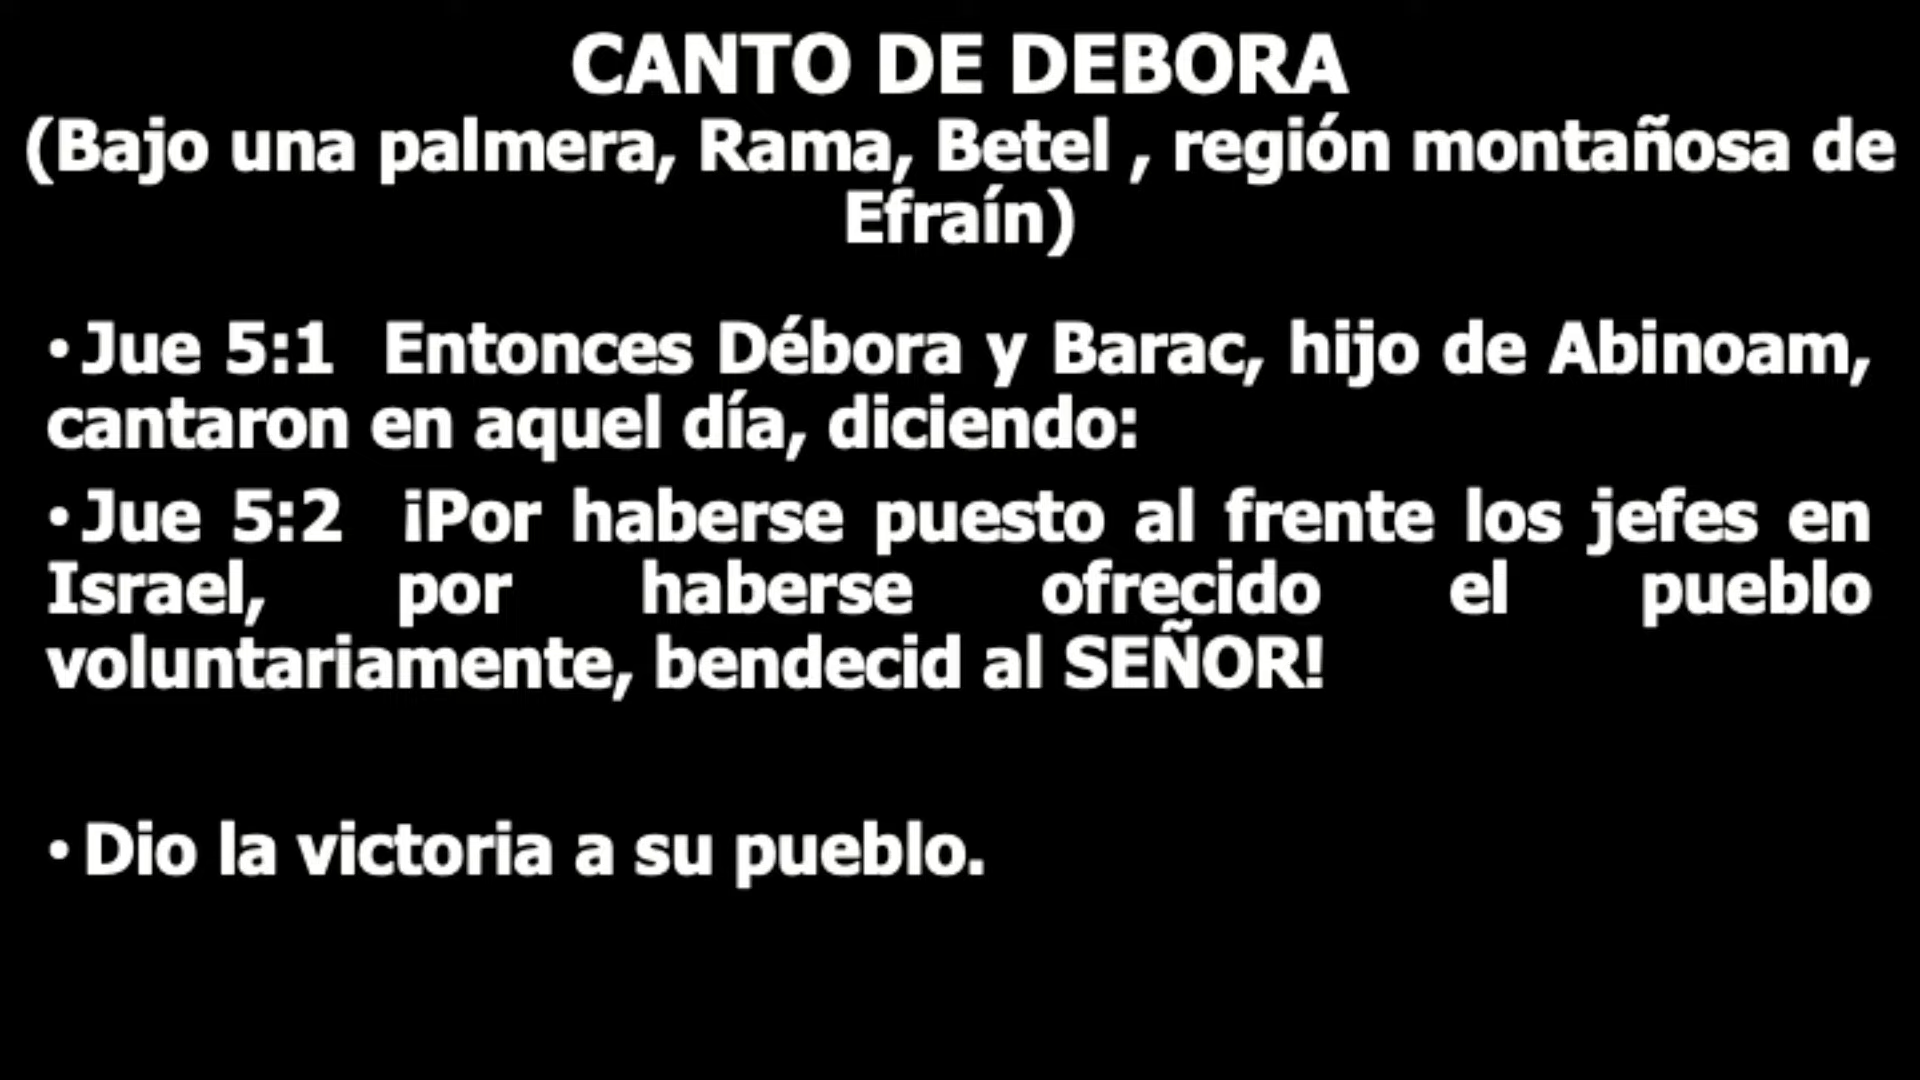 CANTO DE DEBORA
(Bajo una palmera, Rama, Betel , región montañosa de
Efraín)
• Jue 5:1 Entonces Débora y Barac, hijo de Abinoam,
cantaron en aquel día, diciendo:
• Jue 5:2 ¡Por haberse puesto al frente los jefes en
Israel, por haberse ofrecido el pueblo
voluntariamente, bendecid al SEÑOR!
• Dio la victoria a su pueblo.